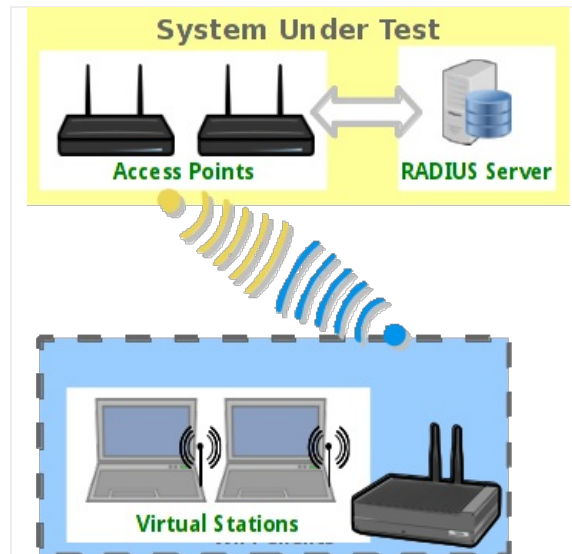 System Under Test
Access Points
RADIUS Server
Virtual Stations